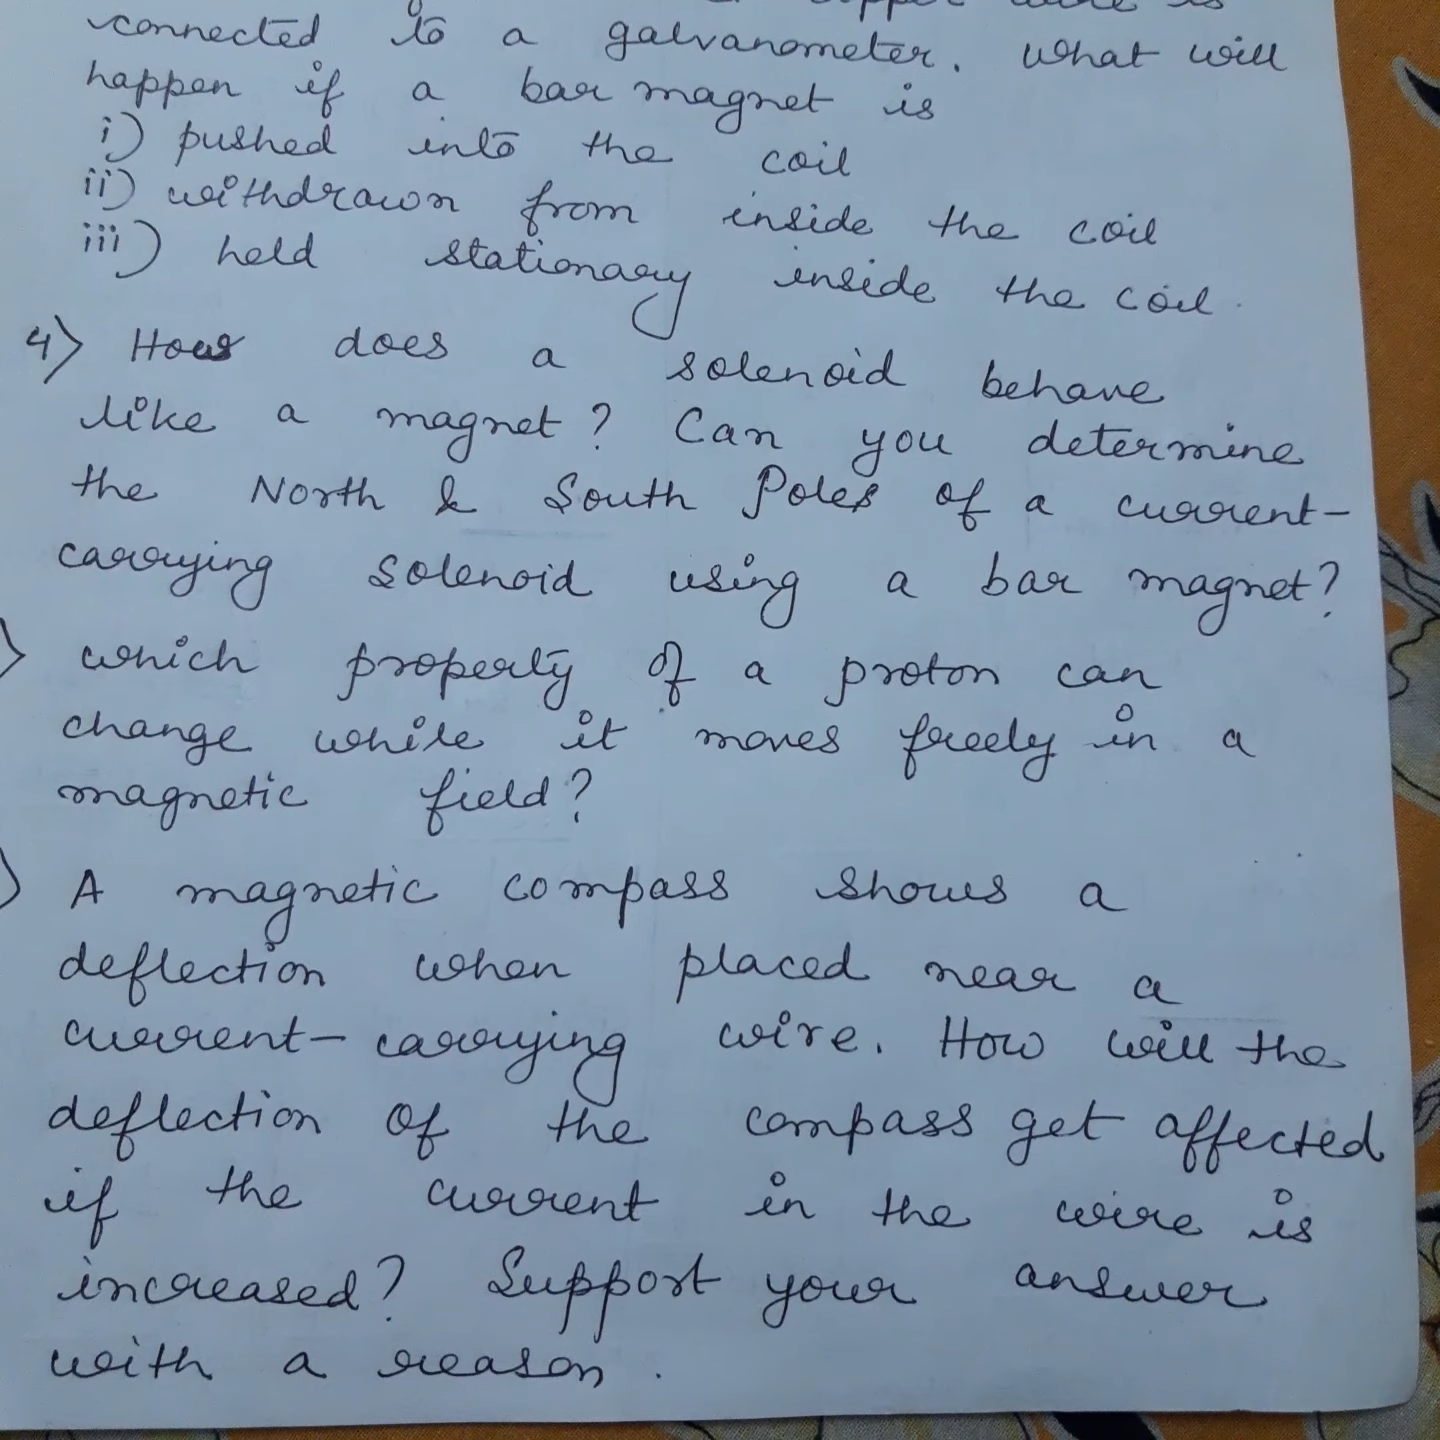 connected to a galvanometer. What will
happen if a bar magnet is
i) pushed into the coil
ii) withdrawn from inside the coil
iii) held stationary inside the coil.
4) How does a solenoid behave
like a magnet? Can you determine
the North & South Poles of a current-
carrying solenoid using a bar magnet?
which property of a proton can
change while it moves freely in a
magnetic field?
A magnetic compass shows a
deflection when placed near a
current-carrying wire. How will the
deflection of the compass get affected
if the current in the wire is
increased? Support your answer
with a reason.